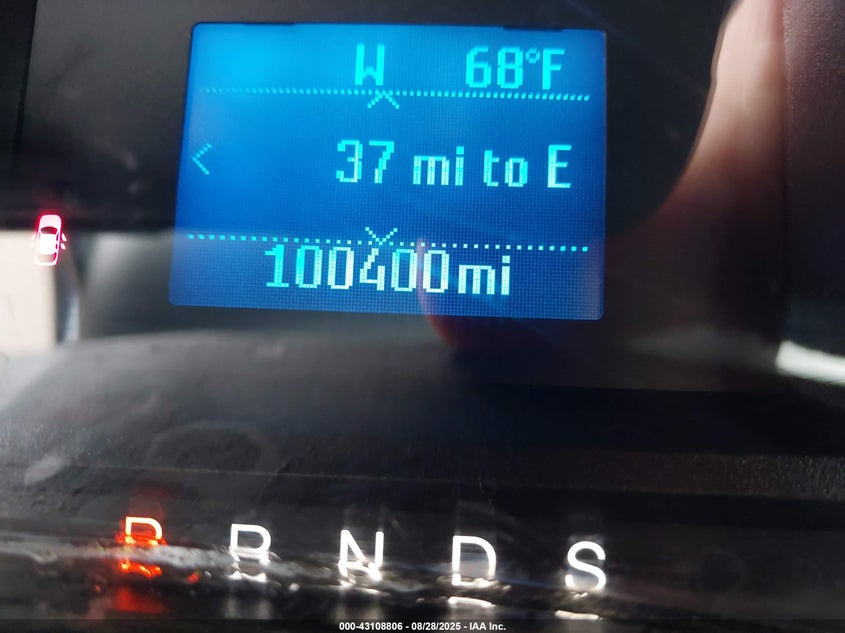 W 68°F
37 mi to E
100400mi
P R N D S
000-43108806 - 08/28/2025 - IAA Inc.